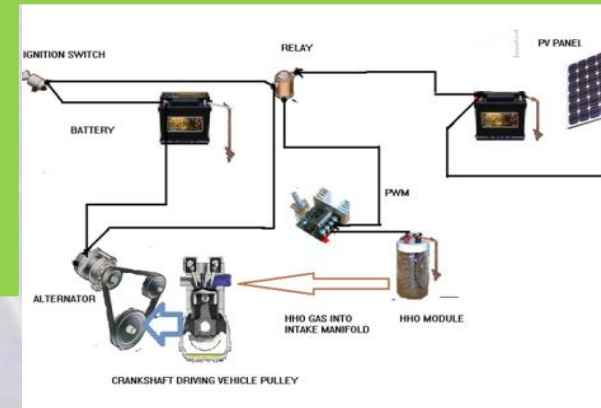 RELAY
PV PANEL
IGNITION SWITCH
BATTERY
PWM
ALTERNATOR
HHO GAS INTO
INTAKE MANIFOLD
HHO MODULE
CRANKSHAFT DRIVING VEHICLE PULLEY